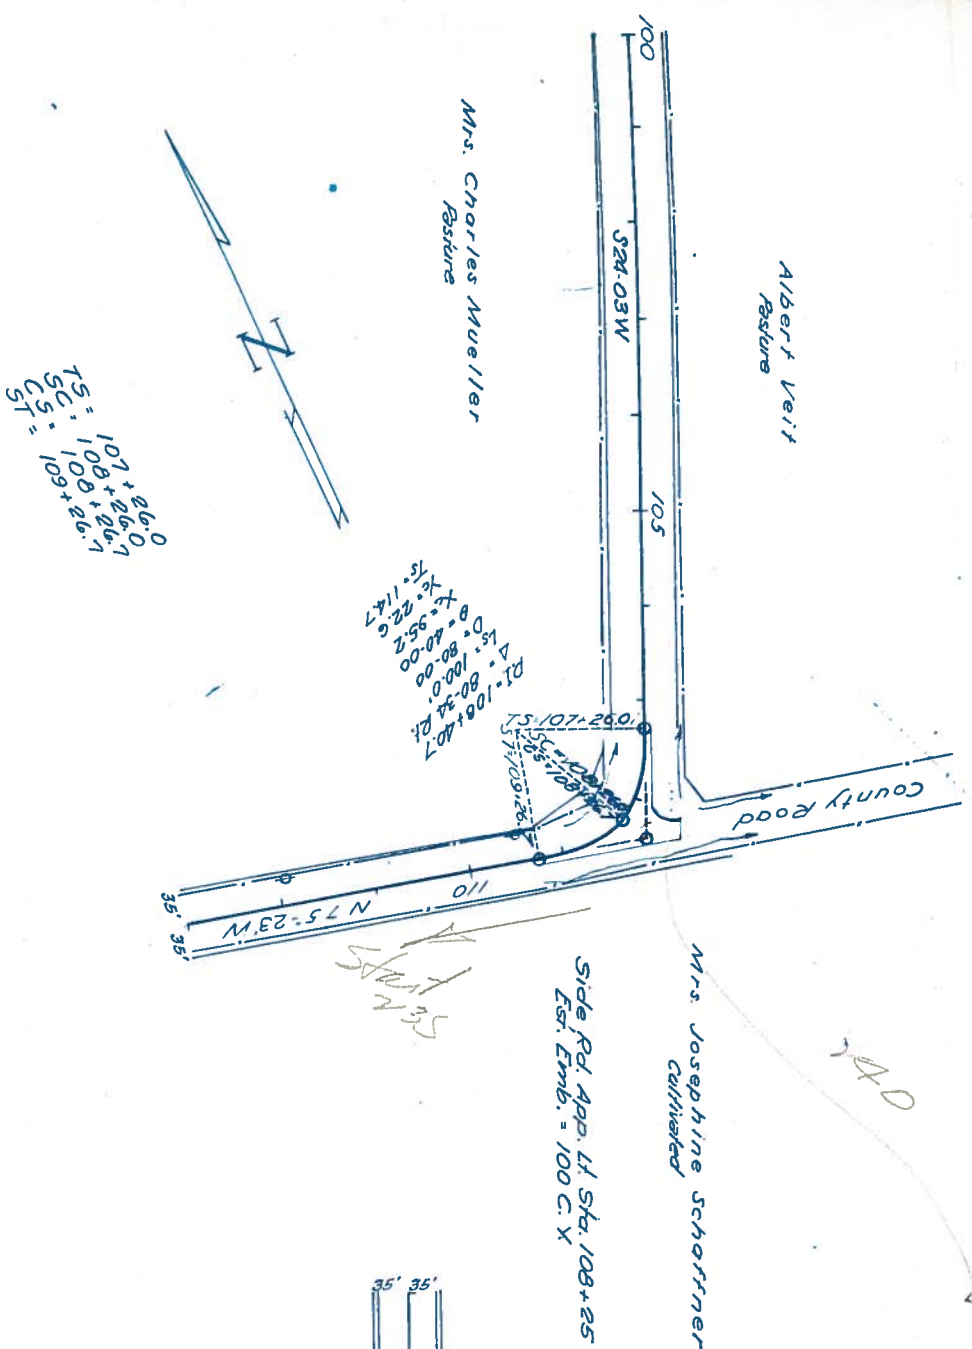 100
S24-03W
105
Albert Veit
Pasture
Mrs. Charles Mueller
Pasture
N
TS = 107+26.0
SC = 108+26.0
CS = 108+26.7
ST = 109+26.7
P.I. = 108+40.7
Δ = 80-34 Rt.
Ls = 100.0'
D = 80-00
θ = 40-00
Xc = 95.2
Yc = 22.6
Ts = 114.7
TS=107+26.0
ST=109+26.7
County Road
110
N 75-23'W
35' 35'
Mrs. Josephine Schaffner
Cultivated
Side Rd. App. Lt. Sta. 108+25
Est. Emb. = 100 C.Y.
35' 35'